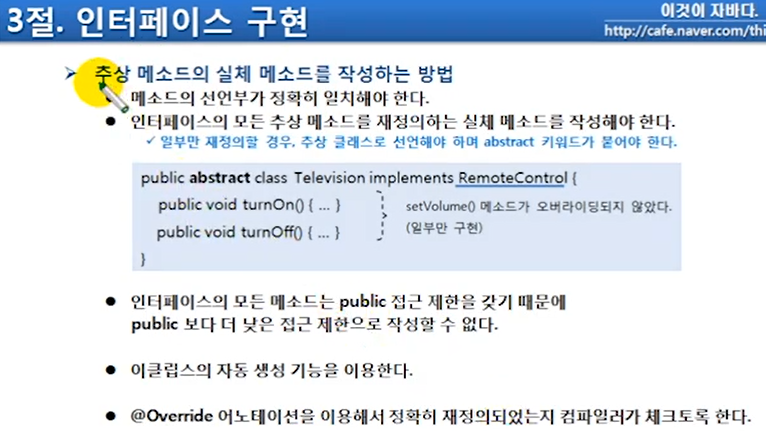 3절. 인터페이스 구현
이것이 자바다.
http://cafe.naver.com/thi
추상 메소드의 실체 메소드를 작성하는 방법
메소드의 선언부가 정확히 일치해야 한다.
인터페이스의 모든 추상 메소드를 재정의하는 실체 메소드를 작성해야 한다.
✓ 일부만 재정의할 경우, 추상 클래스로 선언해야 하며 abstract 키워드가 붙어야 한다.
public abstract class Television implements RemoteControl {
public void turnOn() { ... }
setVolume() 메소드가 오버라이딩되지 않았다.
public void turnOff() { ... }
(일부만 구현)
}
● 인터페이스의 모든 메소드는 public 접근 제한을 갖기 때문에
public 보다 더 낮은 접근 제한으로 작성할 수 없다.
● 이클립스의 자동 생성 기능을 이용한다.
● @Override 어노테이션을 이용해서 정확히 재정의되었는지 컴파일러가 체크토록 한다.